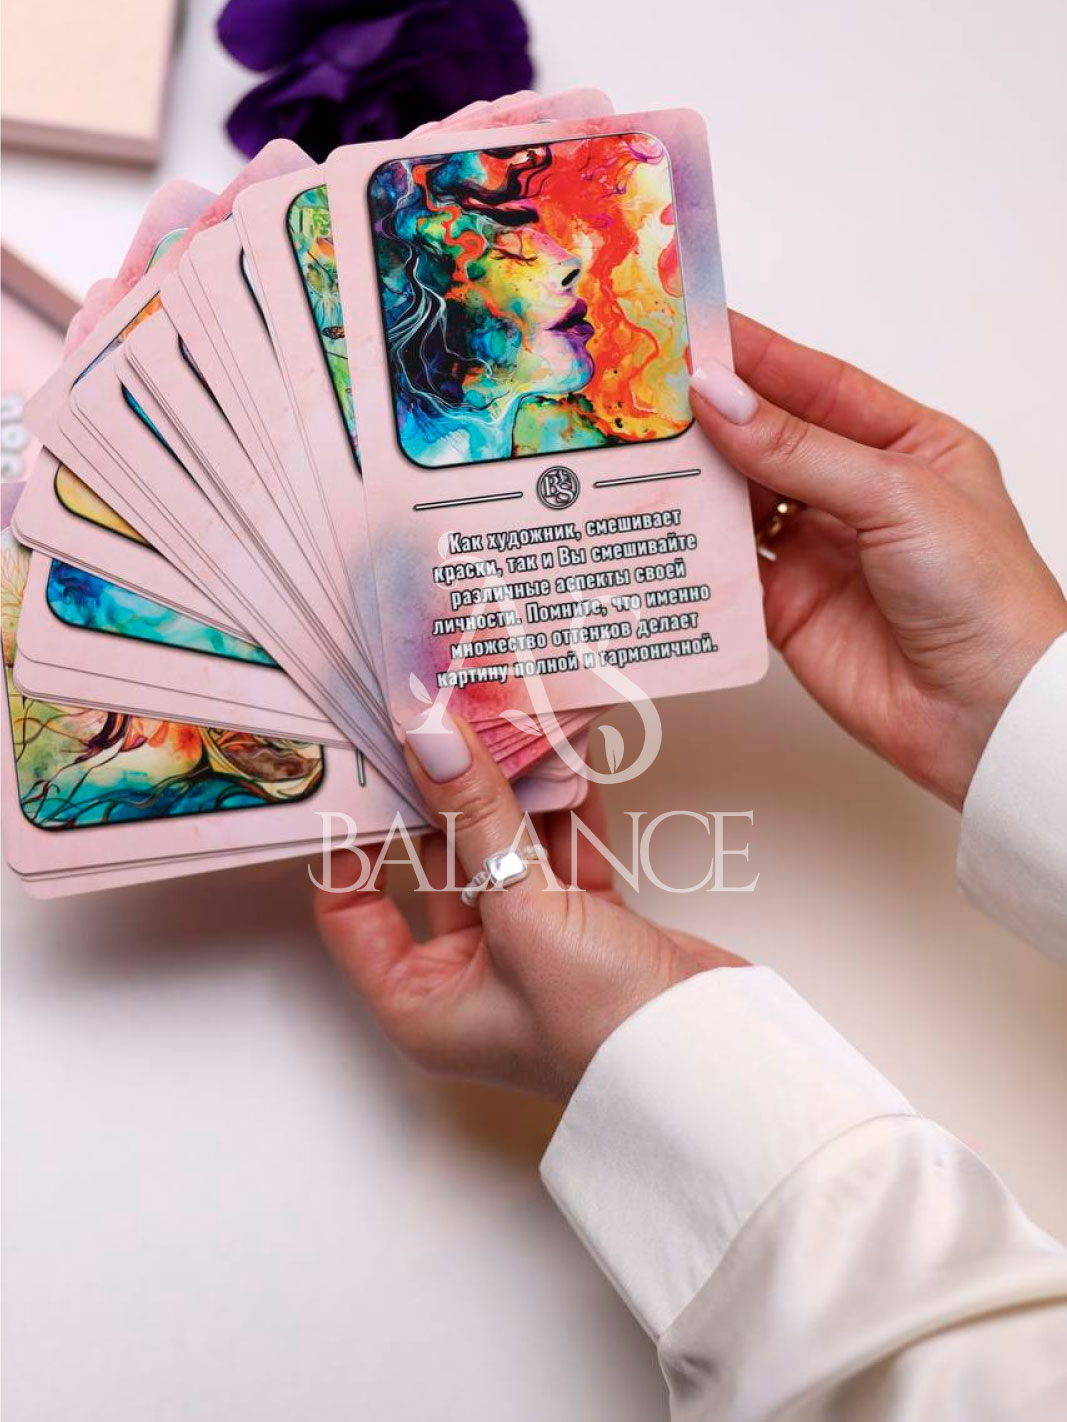 Как художник, смешивает
краски, так и Вы смешивайте
различные аспекты своей
личности. Помните, что именно
множество оттенков делает
картину полной и гармоничной.
AS
BALANCE